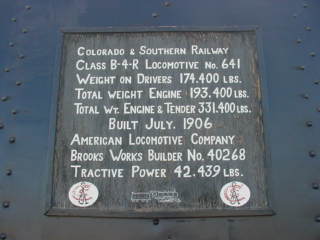 Colorado & Southern Railway
Class B-4-R Locomotive No. 641
Weight on Drivers 174.400 lbs.
Total Weight Engine 193.400 lbs.
Total Wt. Engine & Tender 331.400 lbs.
Built July. 1906
American Locomotive Company
Brooks Works Builder No. 40268
Tractive Power 42.439 lbs.